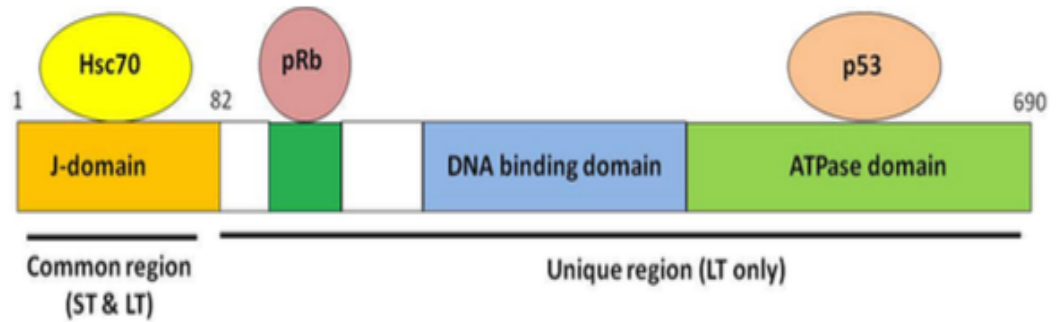 Hsc70
pRb
p53
1
82
690
J-domain
DNA binding domain
ATPase domain
Common region
(ST & LT)
Unique region (LT only)